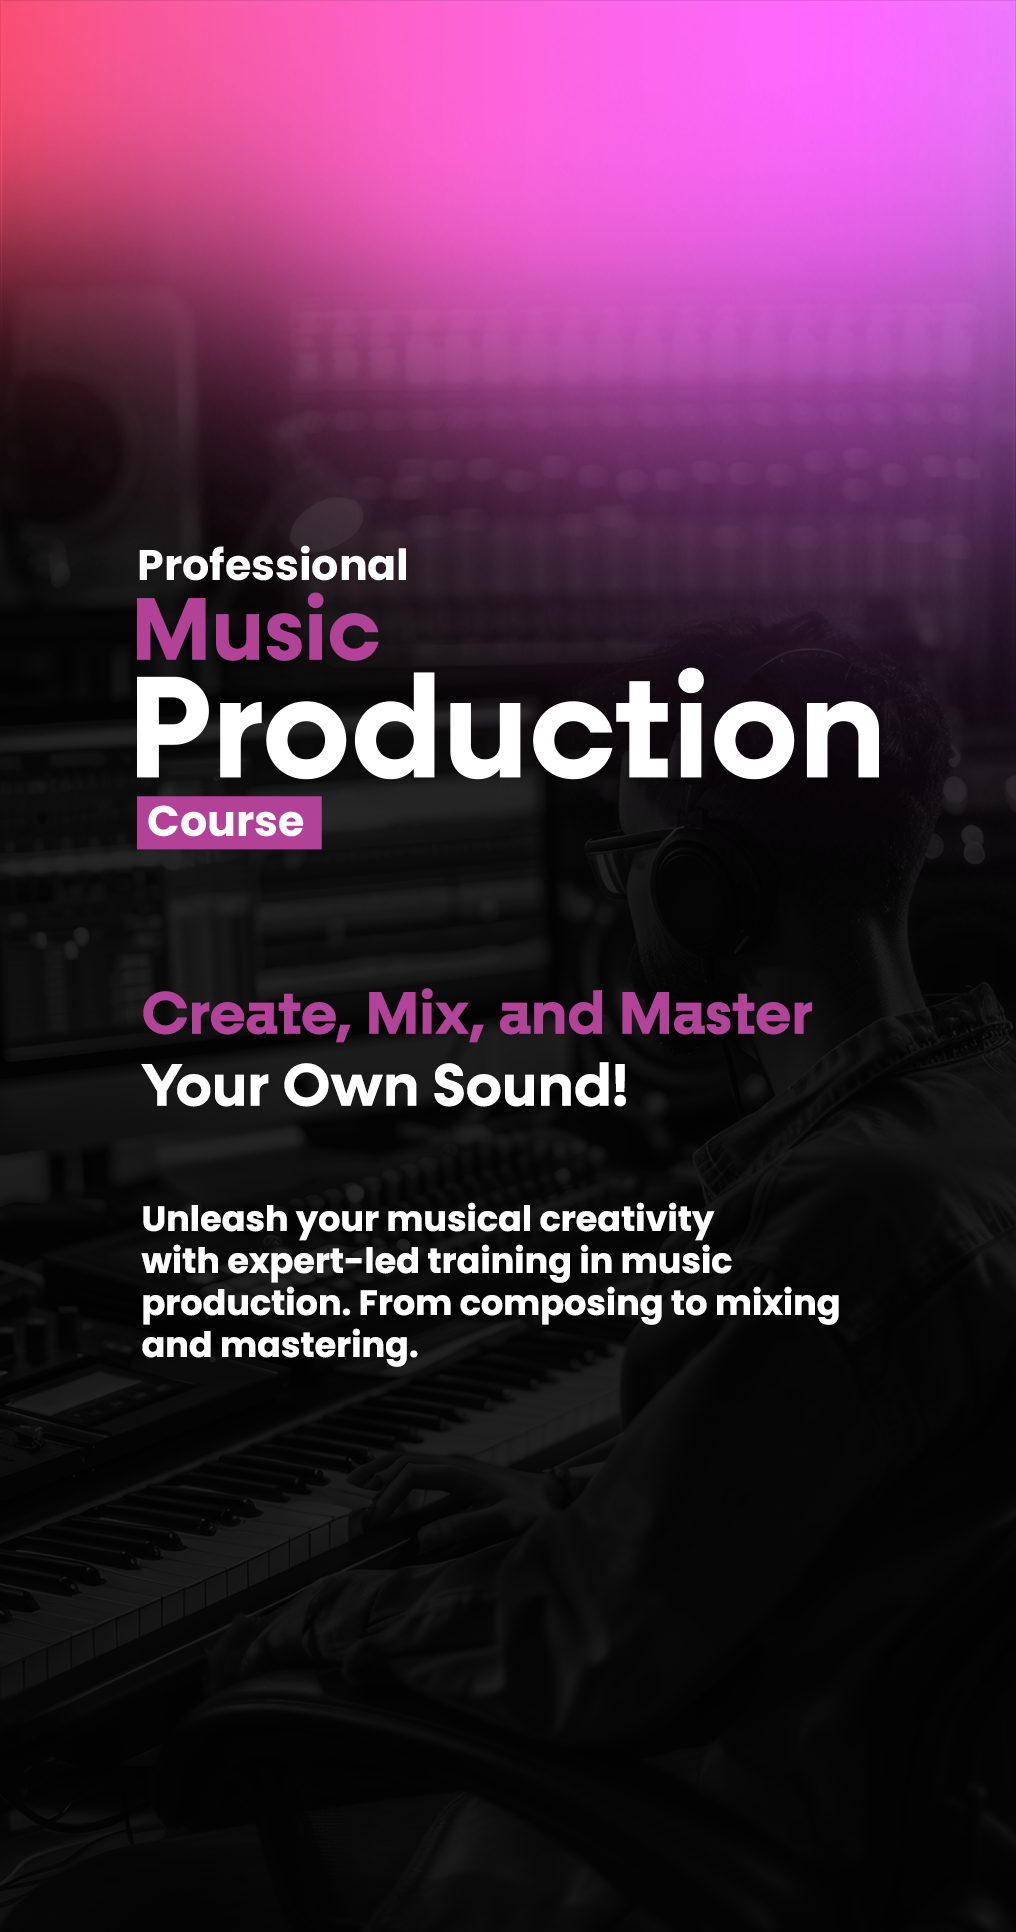 Professional
Music
Production
Course
Create, Mix, and Master
Your Own Sound!
Unleash your musical creativity
with expert-led training in music
production. From composing to mixing
and mastering.